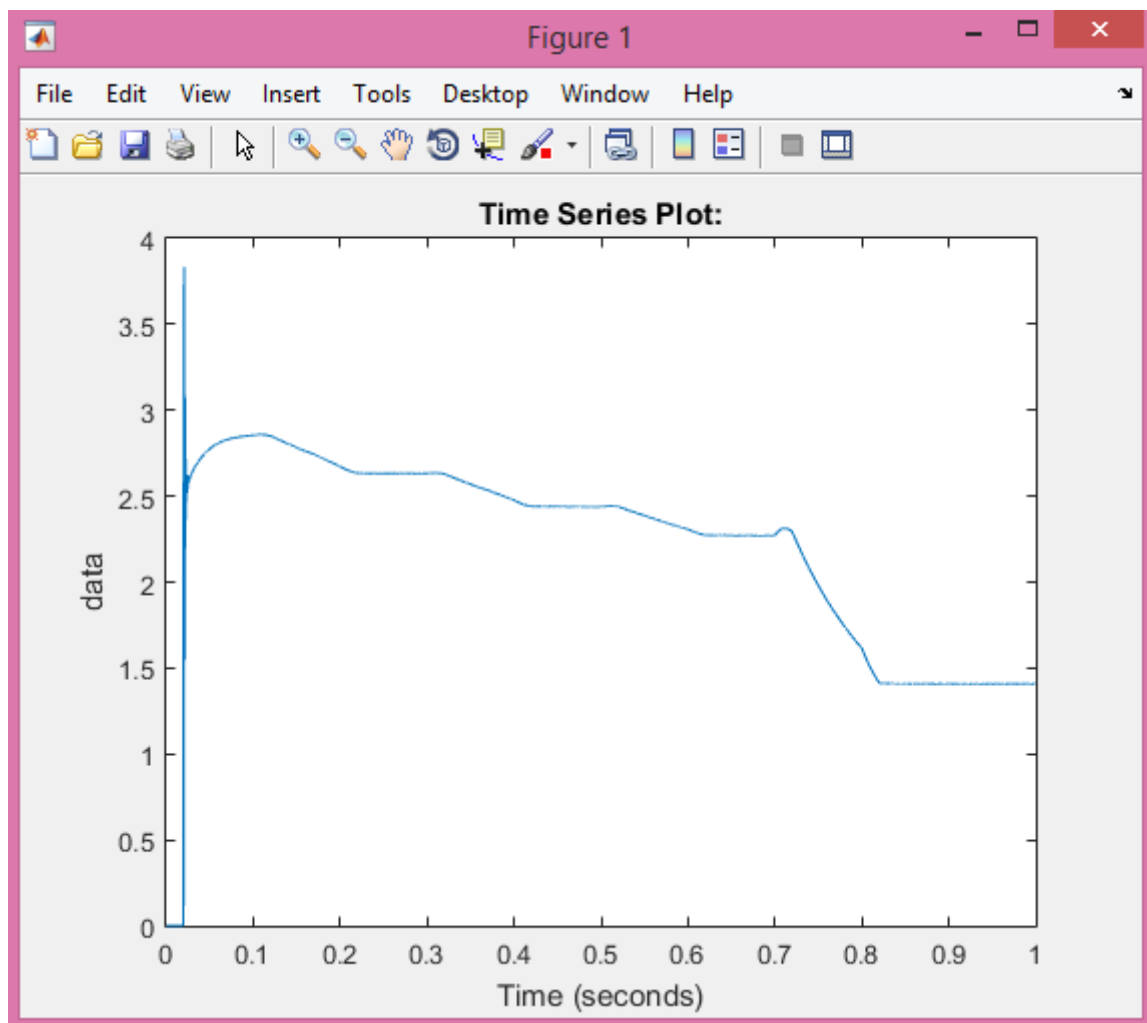 Figure 1
File Edit View Insert Tools Desktop Window Help
Time Series Plot:
4
3.5
3
2.5
2
1.5
1
0.5
0
data
0 0.1 0.2 0.3 0.4 0.5 0.6 0.7 0.8 0.9 1
Time (seconds)